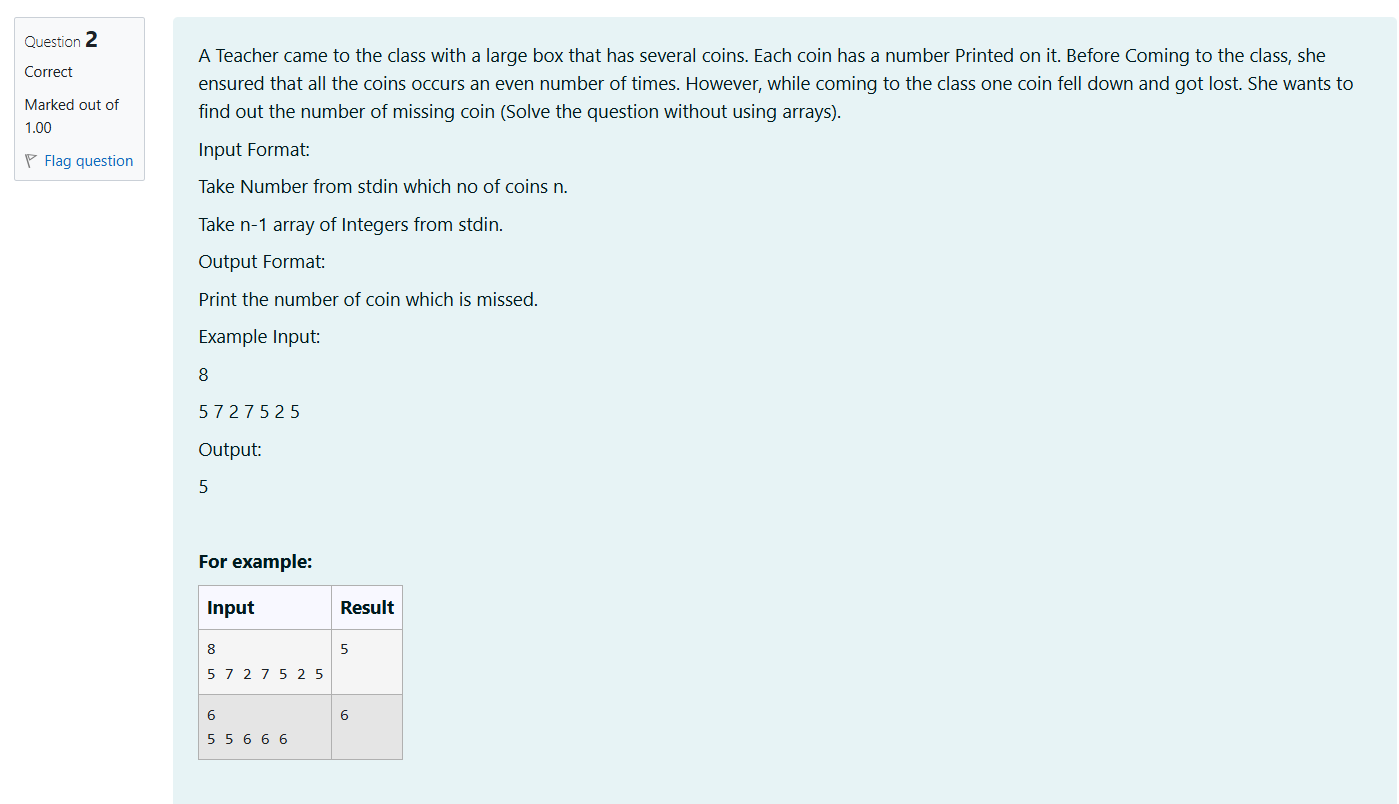 Question 2
Correct
Marked out of
1.00
Flag question
A Teacher came to the class with a large box that has several coins. Each coin has a number Printed on it. Before Coming to the class, she
ensured that all the coins occurs an even number of times. However, while coming to the class one coin fell down and got lost. She wants to
find out the number of missing coin (Solve the question without using arrays).
Input Format:
Take Number from stdin which no of coins n.
Take n-1 array of Integers from stdin.
Output Format:
Print the number of coin which is missed.
Example Input:
8
5 7 2 7 5 2 5
Output:
5
For example:
Input Result
8 5
5 7 2 7 5 2 5
6 6
5 5 6 6 6